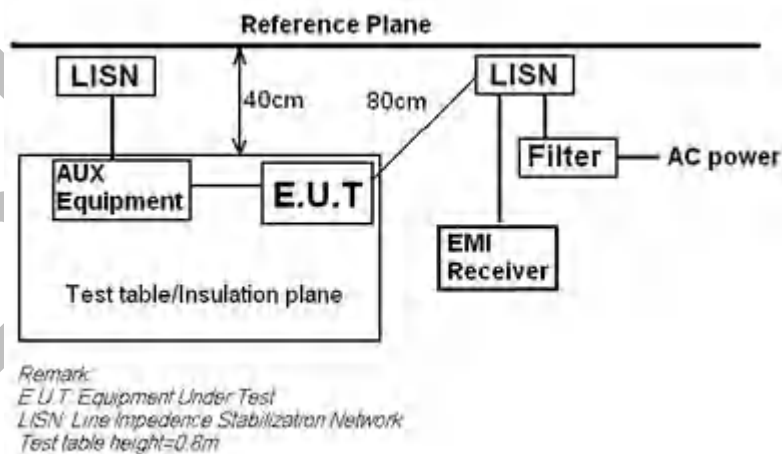 Reference Plane
LISN
40cm
80cm
LISN
Filter
AC power
AUX
Equipment
E.U.T
EMI
Receiver
Test table/Insulation plane
Remark:
E.U.T: Equipment Under Test
LISN: Line Impedence Stabilization Network
Test table height=0.8m